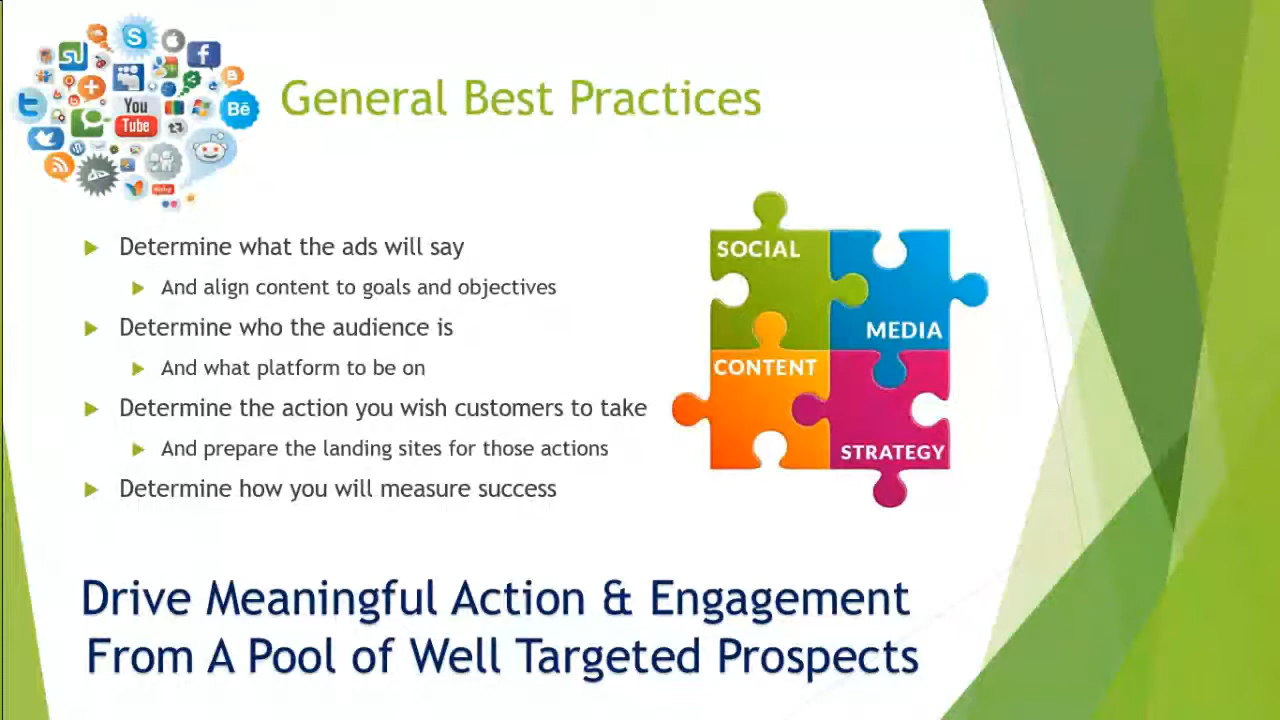 General Best Practices
You
Tube
Bē
Determine what the ads will say
And align content to goals and objectives
Determine who the audience is
And what platform to be on
Determine the action you wish customers to take
And prepare the landing sites for those actions
Determine how you will measure success
SOCIAL
MEDIA
CONTENT
STRATEGY
Drive Meaningful Action & Engagement
From A Pool of Well Targeted Prospects